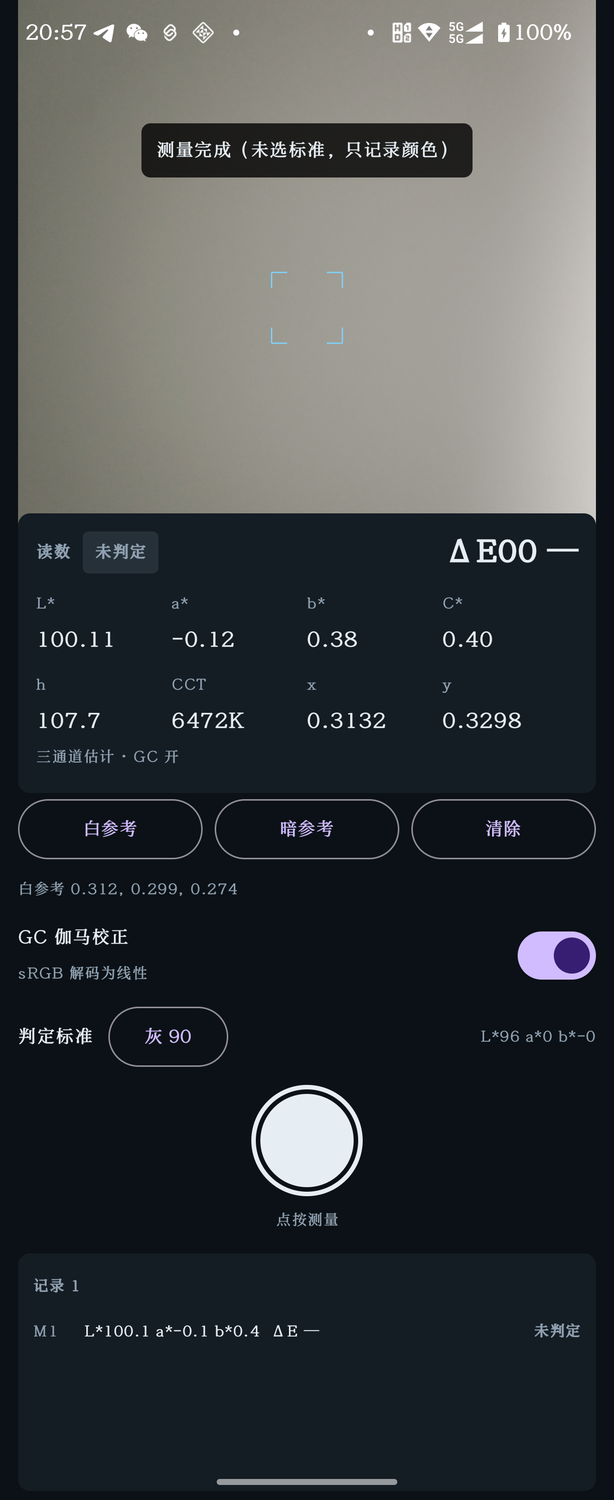 20:57 5G 5G 100%
测量完成（未选标准，只记录颜色）
读数 未判定 ΔE00 —
L* a* b* C*
100.11 -0.12 0.38 0.40
h CCT x y
107.7 6472K 0.3132 0.3298
三通道估计 · GC 开
白参考 暗参考 清除
白参考 0.312, 0.299, 0.274
GC 伽马校正
sRGB 解码为线性
判定标准 灰 90 L*96 a*0 b*-0
点按测量
记录 1
M1 L*100.1 a*-0.1 b*0.4 ΔE — 未判定